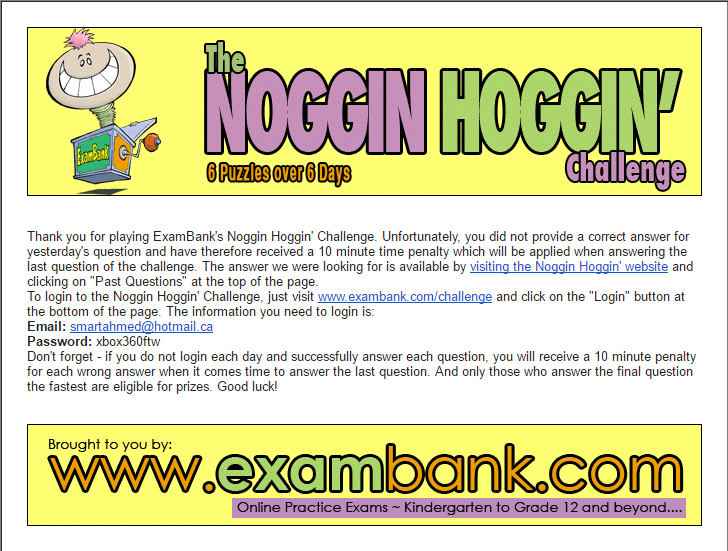 The
NOGGIN HOGGIN'
Challenge
6 Puzzles over 6 Days
ExamBank
Thank you for playing ExamBank's Noggin Hoggin' Challenge. Unfortunately, you did not provide a correct answer for
yesterday's question and have therefore received a 10 minute time penalty which will be applied when answering the
last question of the challenge. The answer we were looking for is available by visiting the Noggin Hoggin' website and
clicking on "Past Questions" at the top of the page.
To login to the Noggin Hoggin' Challenge, just visit www.exambank.com/challenge and click on the "Login" button at
the bottom of the page. The information you need to login is:
Email: smartahmed@hotmail.ca
Password: xbox360ftw
Don't forget - if you do not login each day and successfully answer each question, you will receive a 10 minute penalty
for each wrong answer when it comes time to answer the last question. And only those who answer the final question
the fastest are eligible for prizes. Good luck!
Brought to you by:
www.exambank.com
Online Practice Exams ~ Kindergarten to Grade 12 and beyond....